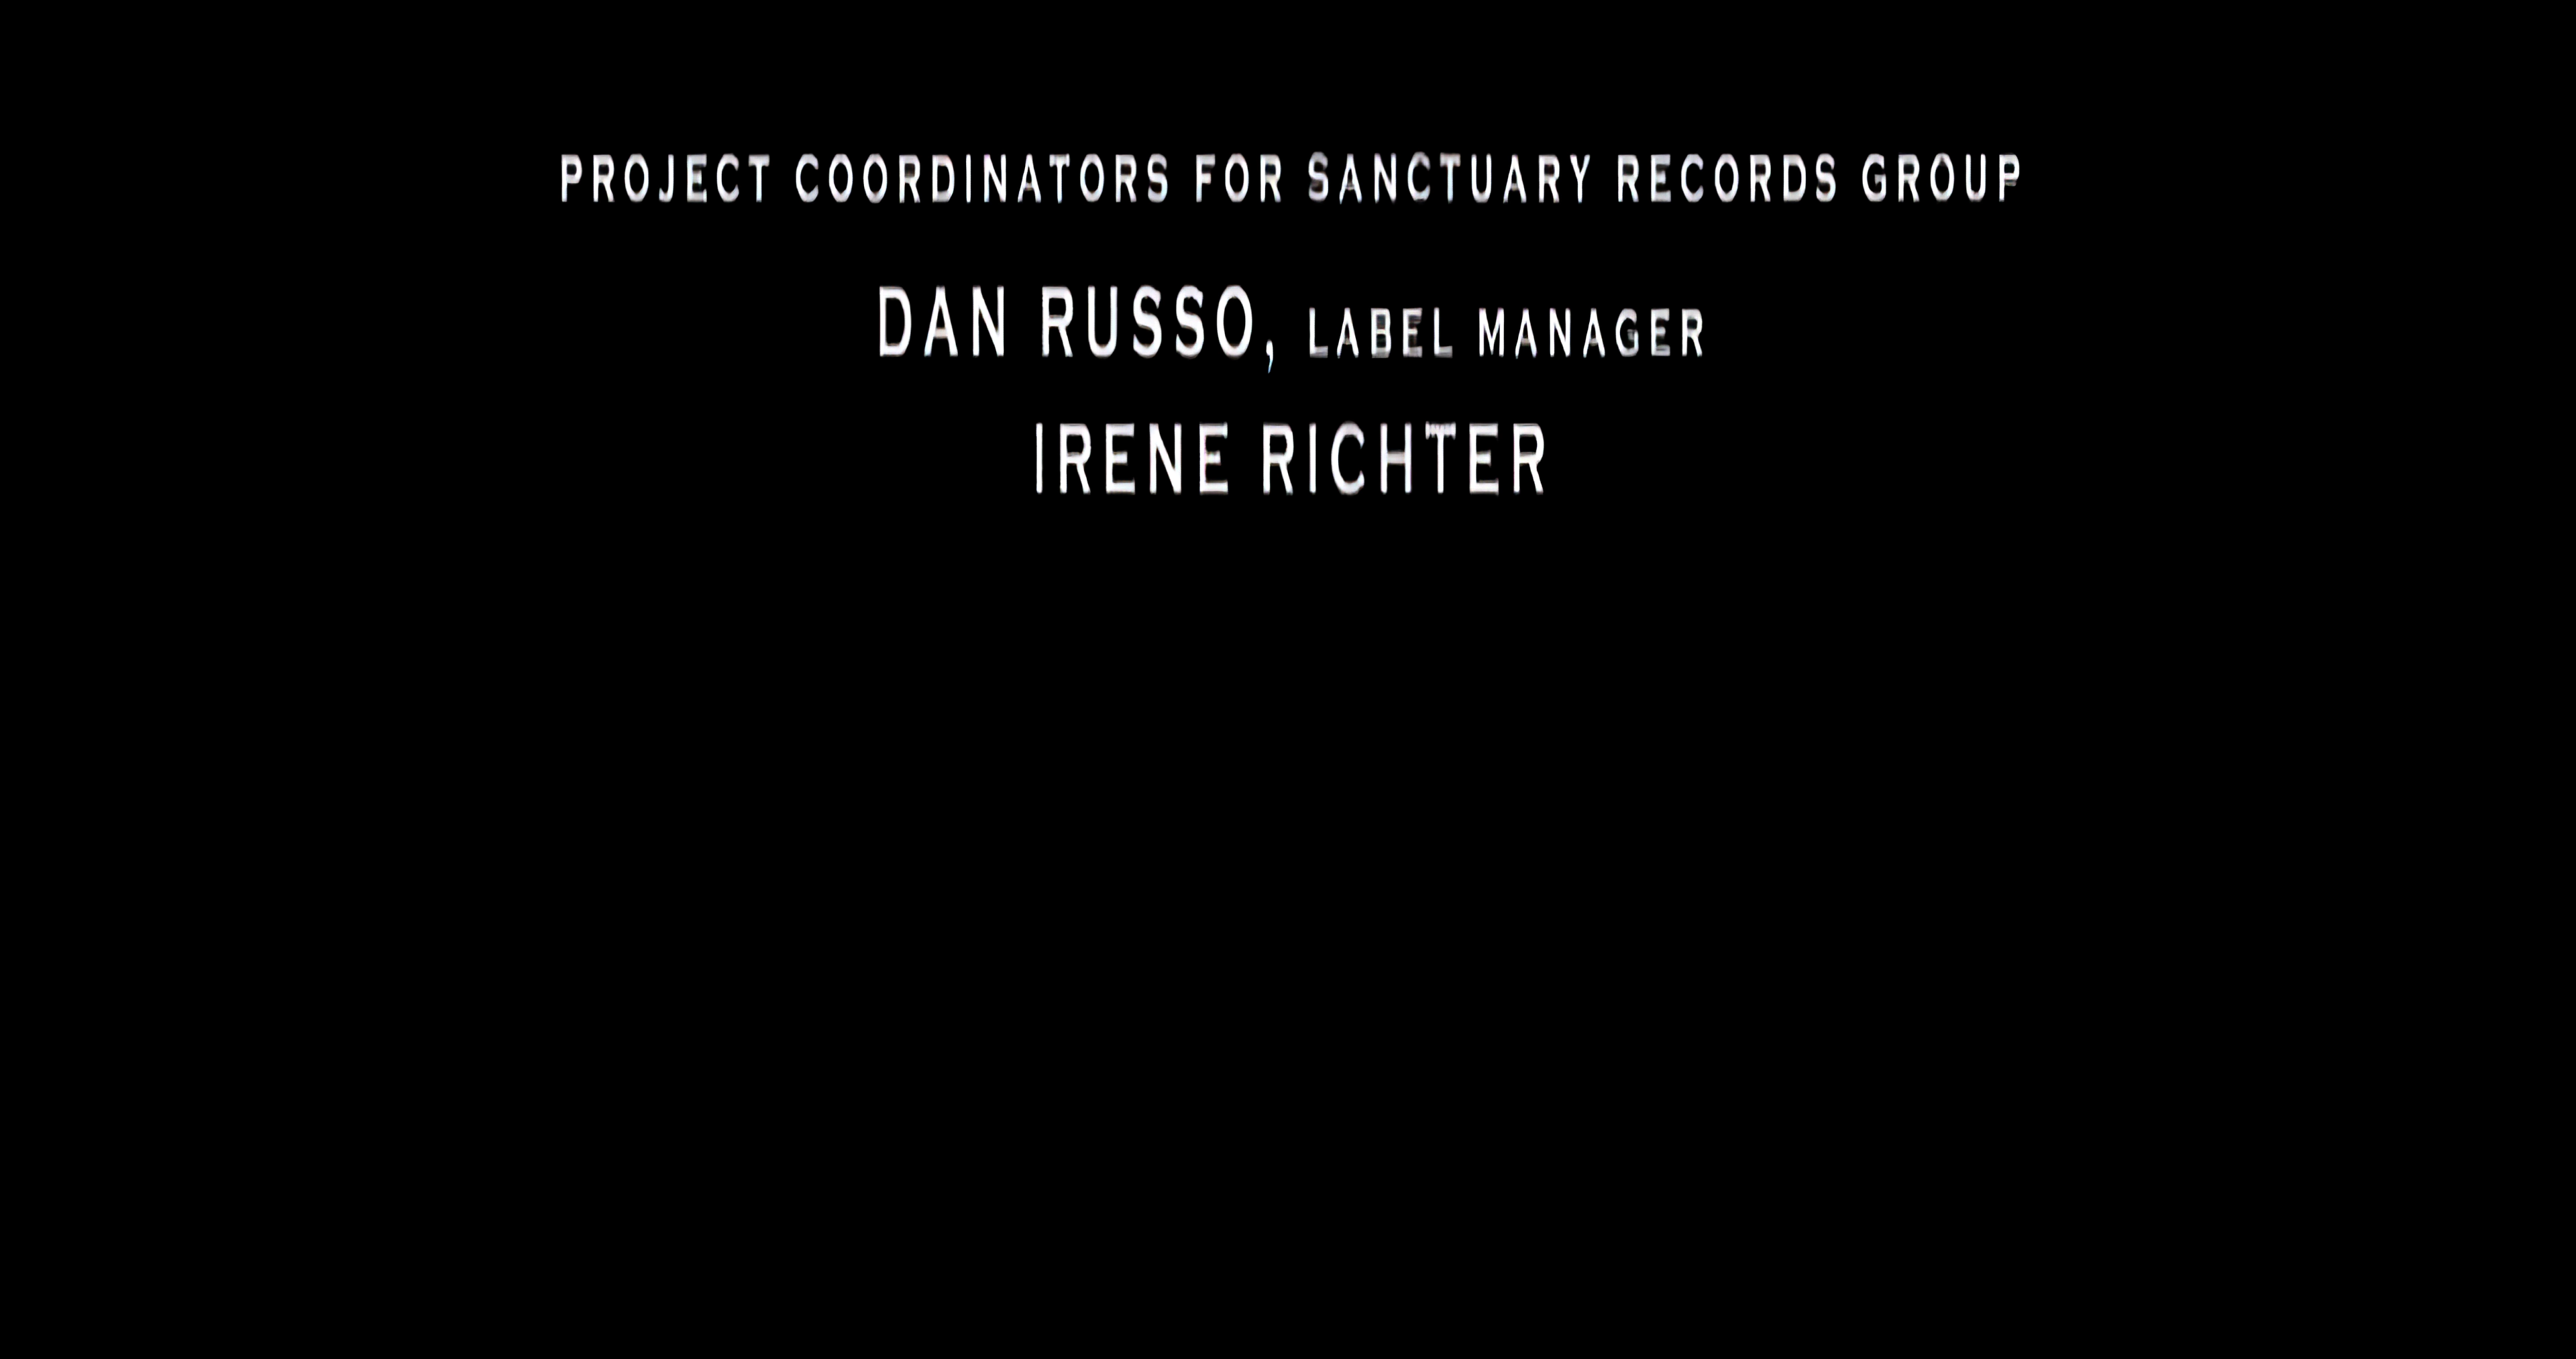 PROJECT COORDINATORS FOR SANCTUARY RECORDS GROUP
DAN RUSSO, LABEL MANAGER
IRENE RICHTER